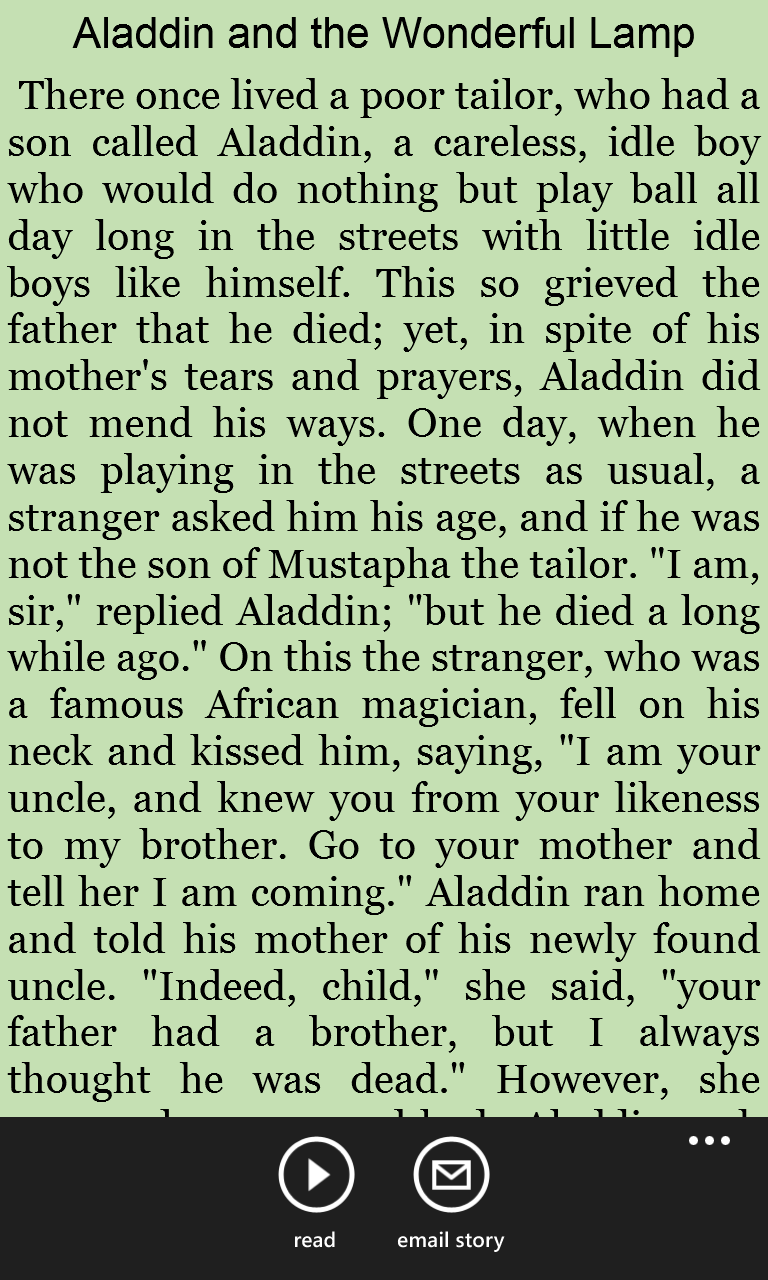 Aladdin and the Wonderful Lamp
There once lived a poor tailor, who had a
son called Aladdin, a careless, idle boy
who would do nothing but play ball all
day long in the streets with little idle
boys like himself. This so grieved the
father that he died; yet, in spite of his
mother's tears and prayers, Aladdin did
not mend his ways. One day, when he
was playing in the streets as usual, a
stranger asked him his age, and if he was
not the son of Mustapha the tailor. "I am,
sir," replied Aladdin; "but he died a long
while ago." On this the stranger, who was
a famous African magician, fell on his
neck and kissed him, saying, "I am your
uncle, and knew you from your likeness
to my brother. Go to your mother and
tell her I am coming." Aladdin ran home
and told his mother of his newly found
uncle. "Indeed, child," she said, "your
father had a brother, but I always
thought he was dead." However, she
read
email story